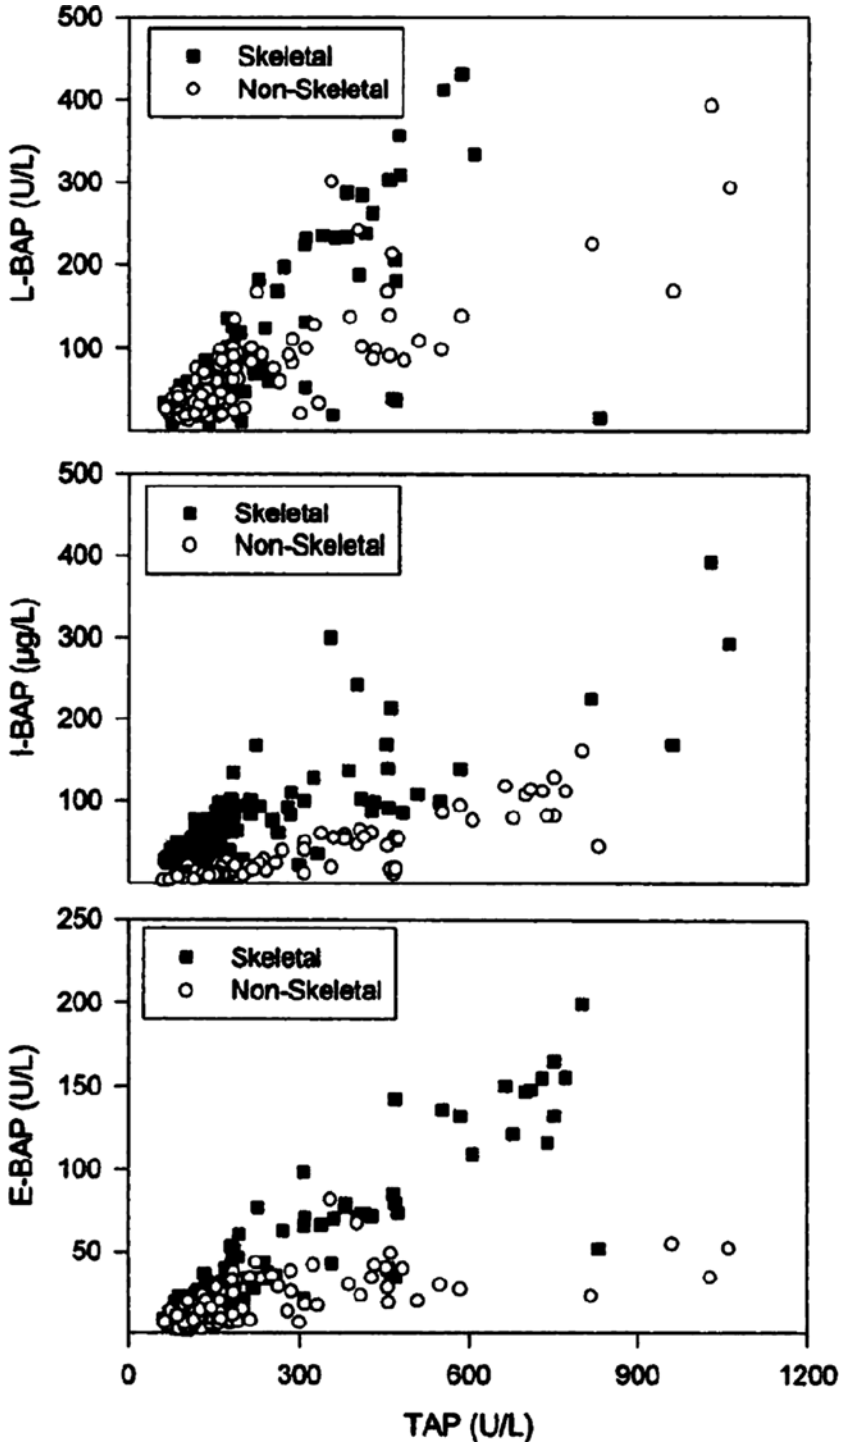 500
400
300
200
100
L-BAP (U/L)
Skeletal
Non-Skeletal
500
400
300
200
100
I-BAP (µg/L)
Skeletal
Non-Skeletal
250
200
150
100
50
E-BAP (U/L)
Skeletal
Non-Skeletal
0 300 600 900 1200
TAP (U/L)